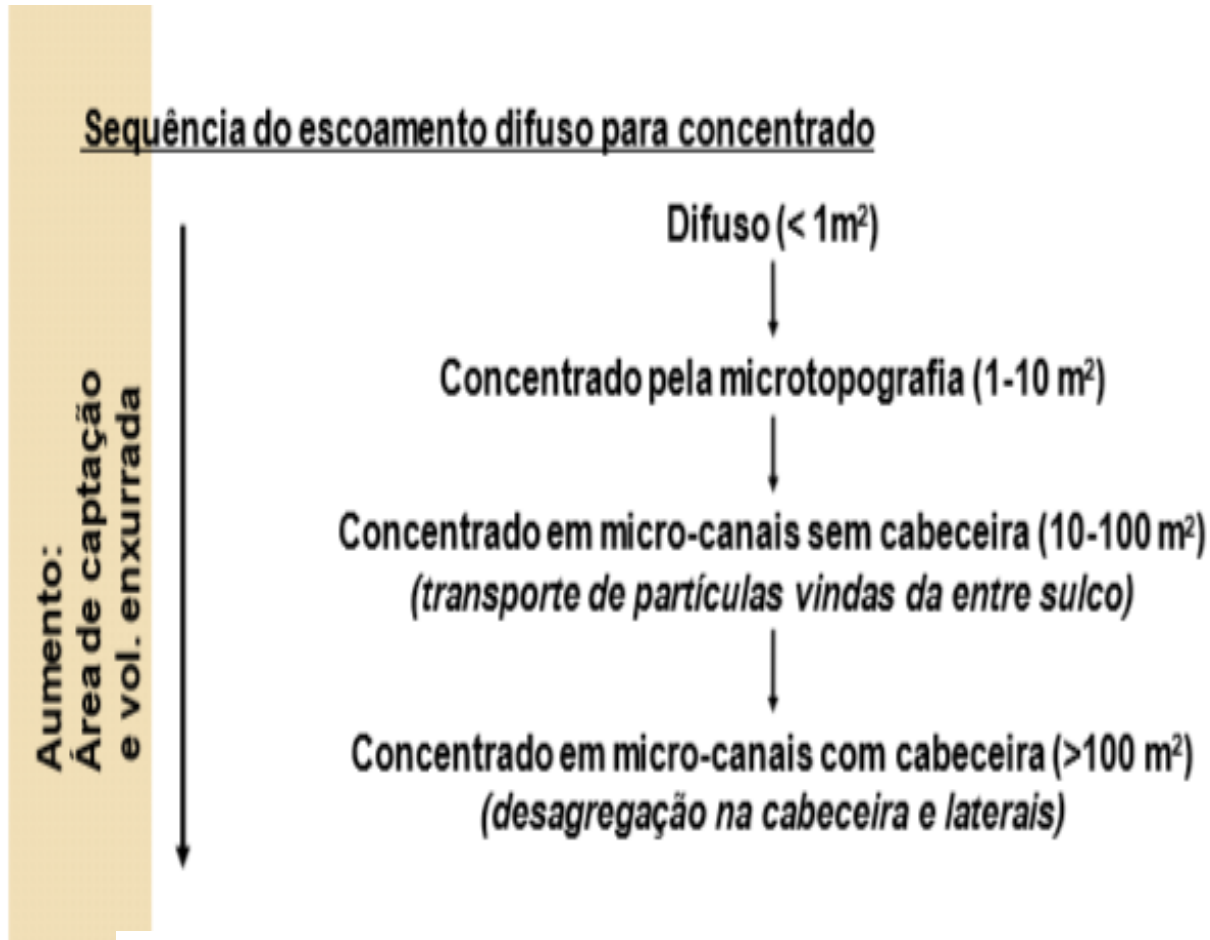 Sequência do escoamento difuso para concentrado
Difuso (< 1m²)
Concentrado pela microtopografia (1-10 m²)
Concentrado em micro-canais sem cabeceira (10-100 m²)
(transporte de partículas vindas da entre sulco)
Concentrado em micro-canais com cabeceira (>100 m²)
(desagregação na cabeceira e laterais)
Aumento:
Área de captação
e vol. enxurrada